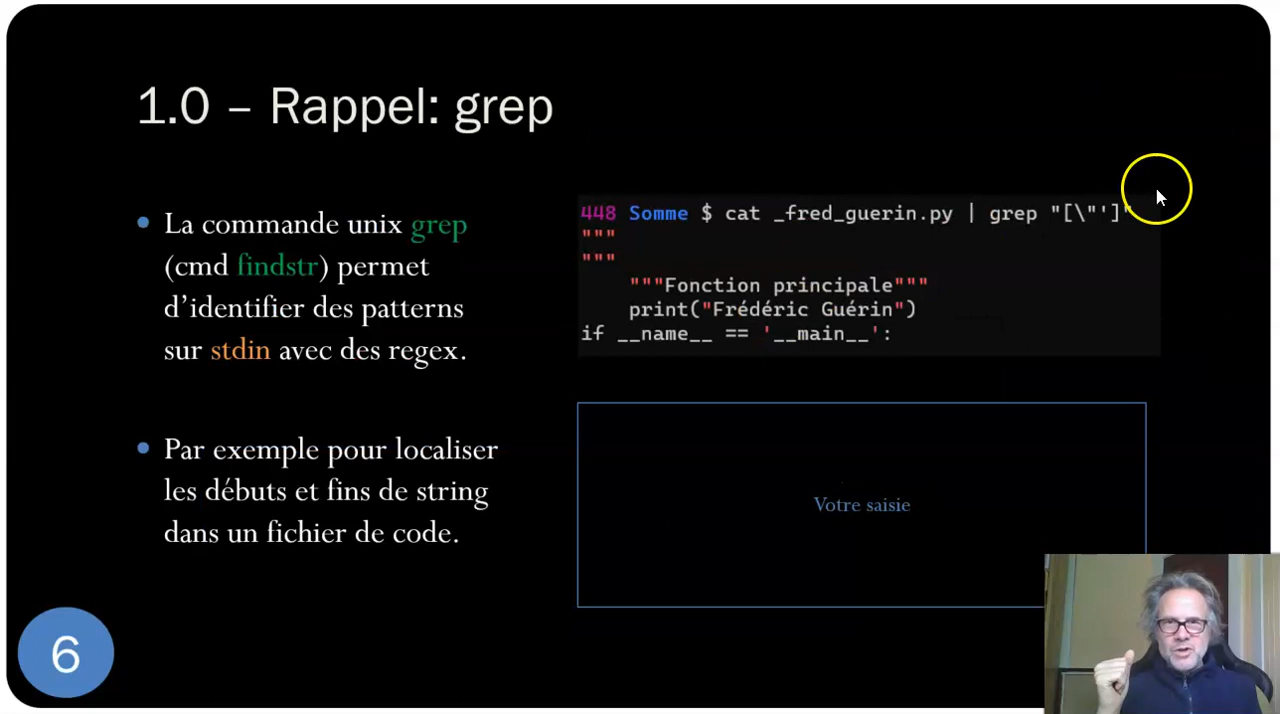 1.0 – Rappel: grep
La commande unix grep
(cmd findstr) permet
d’identifier des patterns
sur stdin avec des regex.
Par exemple pour localiser
les débuts et fins de string
dans un fichier de code.
448 Somme $ cat _fred_guerin.py | grep "[\"']"
"""
"""
"""Fonction principale"""
print("Frédéric Guérin")
if __name__ == '__main__':
Votre saisie
6